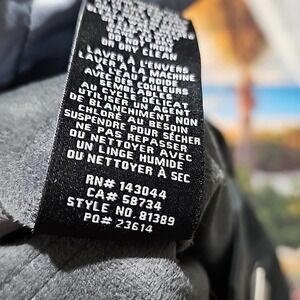 OR DRY CLEAN
LAVER À L'ENVERS
LAVER À LA MACHINE
AVEC L'EAU FROIDE
AU SEMBLABLES COULEURS
CYCLE DÉLICAT
UTILISER UN AGENT
DE BLANCHIMENT NON
CHLORÉ AU BESOIN
SUSPENDRE POUR SÉCHER
NE PAS REPASSER
OU NETTOYER AVEC
UN LINGE HUMIDE
OU NETTOYER À SEC
RN# 143044
CA# 58734
STYLE NO. 81389
PO# 23614